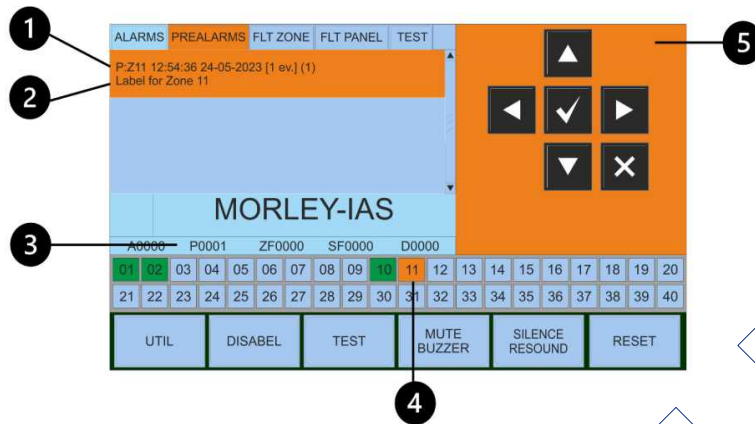 1
2
3
4
5
ALARMS PREALARMS FLT ZONE FLT PANEL TEST
P:Z11 12:54:36 24-05-2023 [1 ev.] (1)
Label for Zone 11
MORLEY-IAS
A0000 P0001 ZF0000 SF0000 D0000
01 02 03 04 05 06 07 08 09 10 11 12 13 14 15 16 17 18 19 20
21 22 23 24 25 26 27 28 29 30 31 32 33 34 35 36 37 38 39 40
UTIL DISABEL TEST MUTE BUZZER SILENCE RESOUND RESET